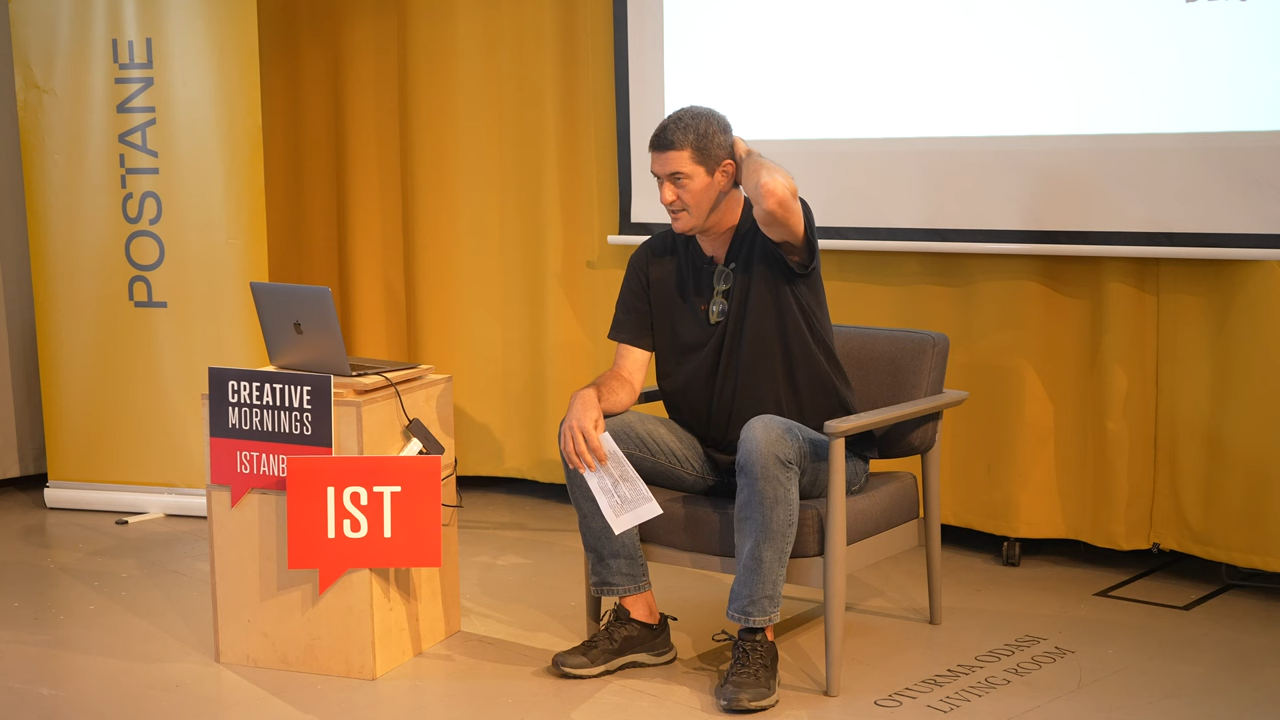 POSTANE
CREATIVE
MORNINGS
ISTANB
IST
OTURMA ODASI
LIVING ROOM